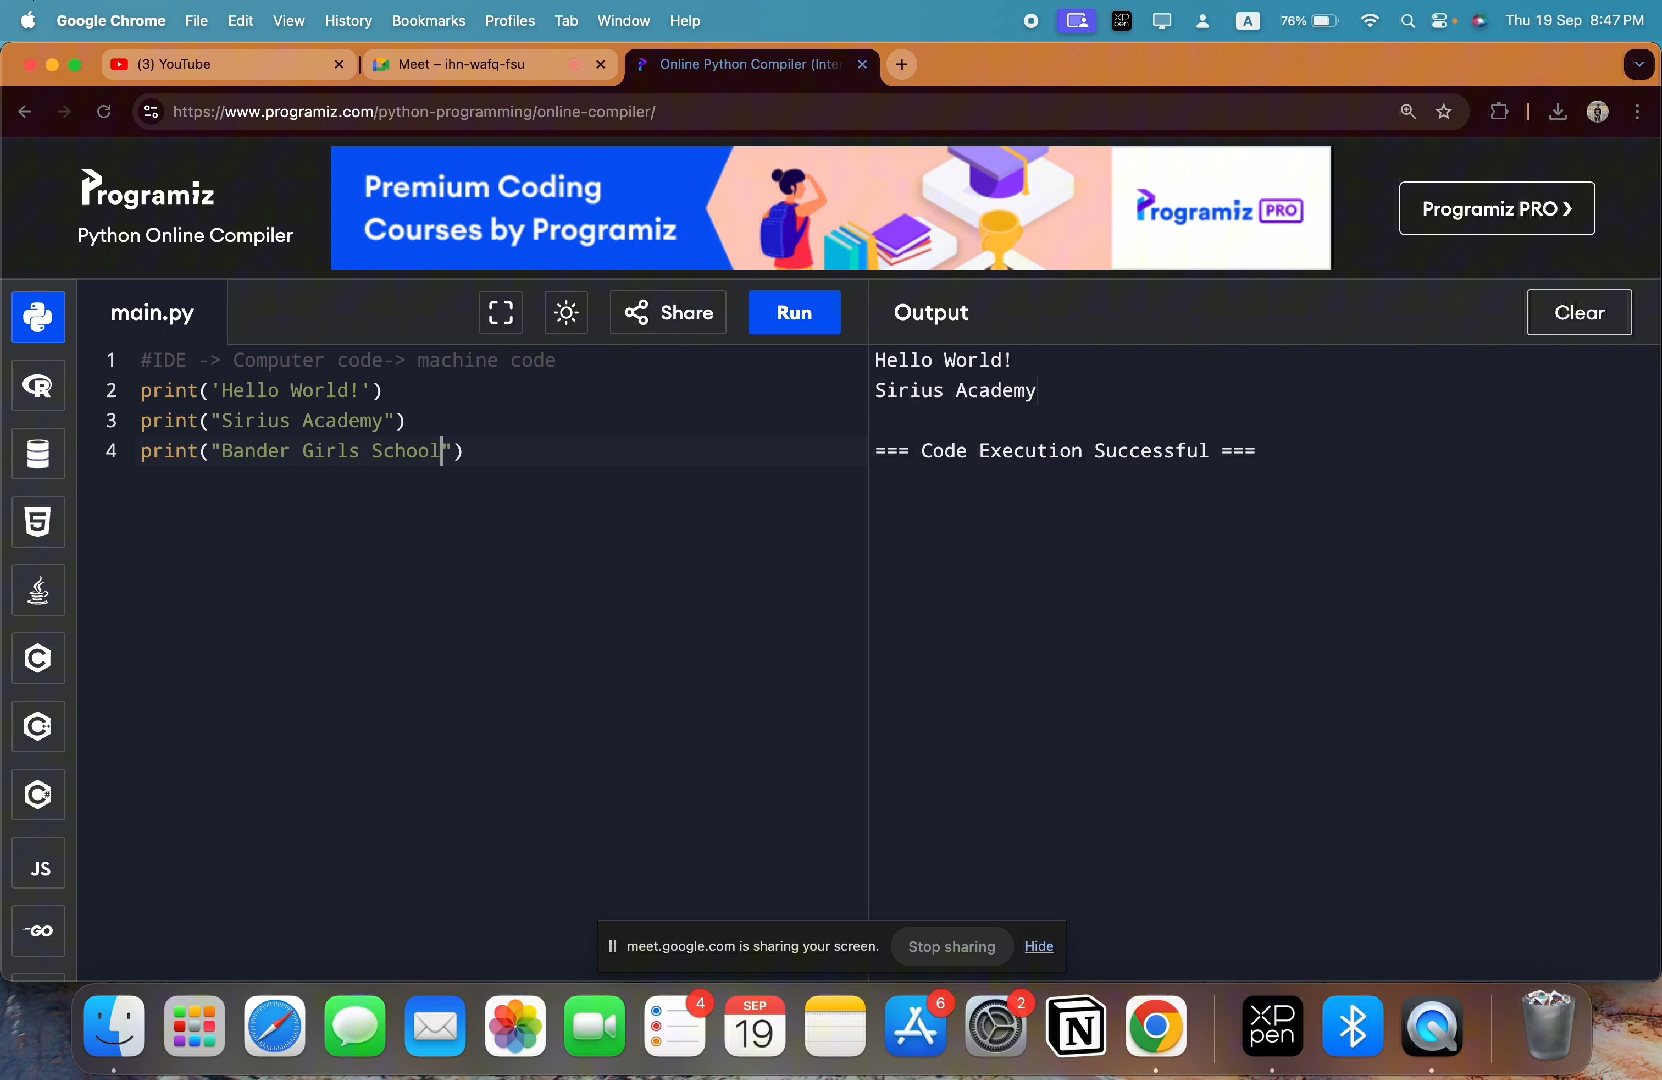 Google Chrome File Edit View History Bookmarks Profiles Tab Window Help
XP pen A 76% Thu 19 Sep 8:47 PM
(3) YouTube
Meet – ihn-wafq-fsu
Online Python Compiler (Inte
https://www.programiz.com/python-programming/online-compiler/
Programiz
Python Online Compiler
Premium Coding
Courses by Programiz
Programiz PRO
Programiz PRO ❯
main.py
Share
Run
Output
Clear
1 #IDE -> Computer code-> machine code
2 print('Hello World!')
3 print("Sirius Academy")
4 print("Bander Girls School")
Hello World!
Sirius Academy
=== Code Execution Successful ===
R
5
C
C++
C#
JS
GO
meet.google.com is sharing your screen.
Stop sharing
Hide
4
SEP
19
6
2
N
XP
pen